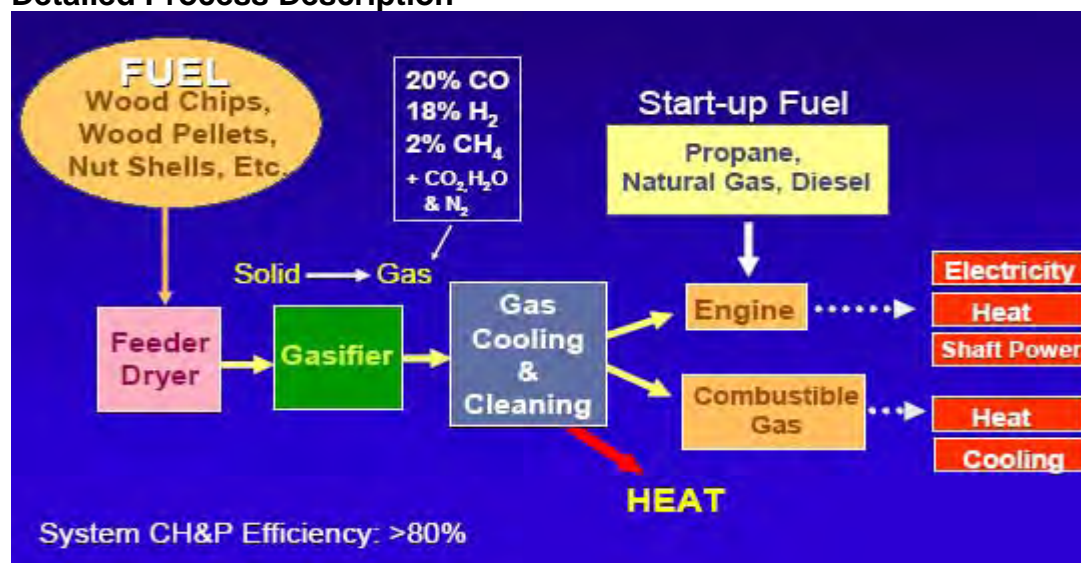 Detailed Process Description
FUEL
Wood Chips,
Wood Pellets,
Nut Shells, Etc.
20% CO
18% H₂
2% CH₄
+ CO₂,H₂O
& N₂
Start-up Fuel
Propane,
Natural Gas, Diesel
Solid
Gas
Feeder
Dryer
Gasifier
Gas
Cooling
&
Cleaning
Engine
Combustible
Gas
Electricity
Heat
Shaft Power
Heat
Cooling
HEAT
System CH&P Efficiency: >80%